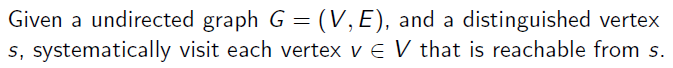 Given a undirected graph G = (V, E), and a distinguished vertex
s, systematically visit each vertex v ∈ V that is reachable from s.